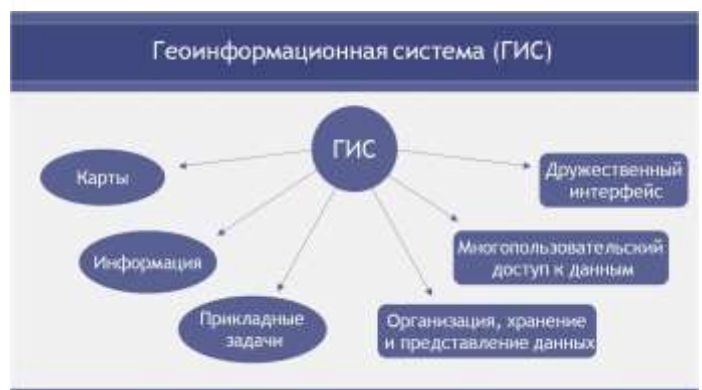 Геоинформационная система (ГИС)
ГИС
Карты
Информация
Прикладные
задачи
Дружественный
интерфейс
Многопользовательский
доступ к данным
Организация, хранение
и представление данных